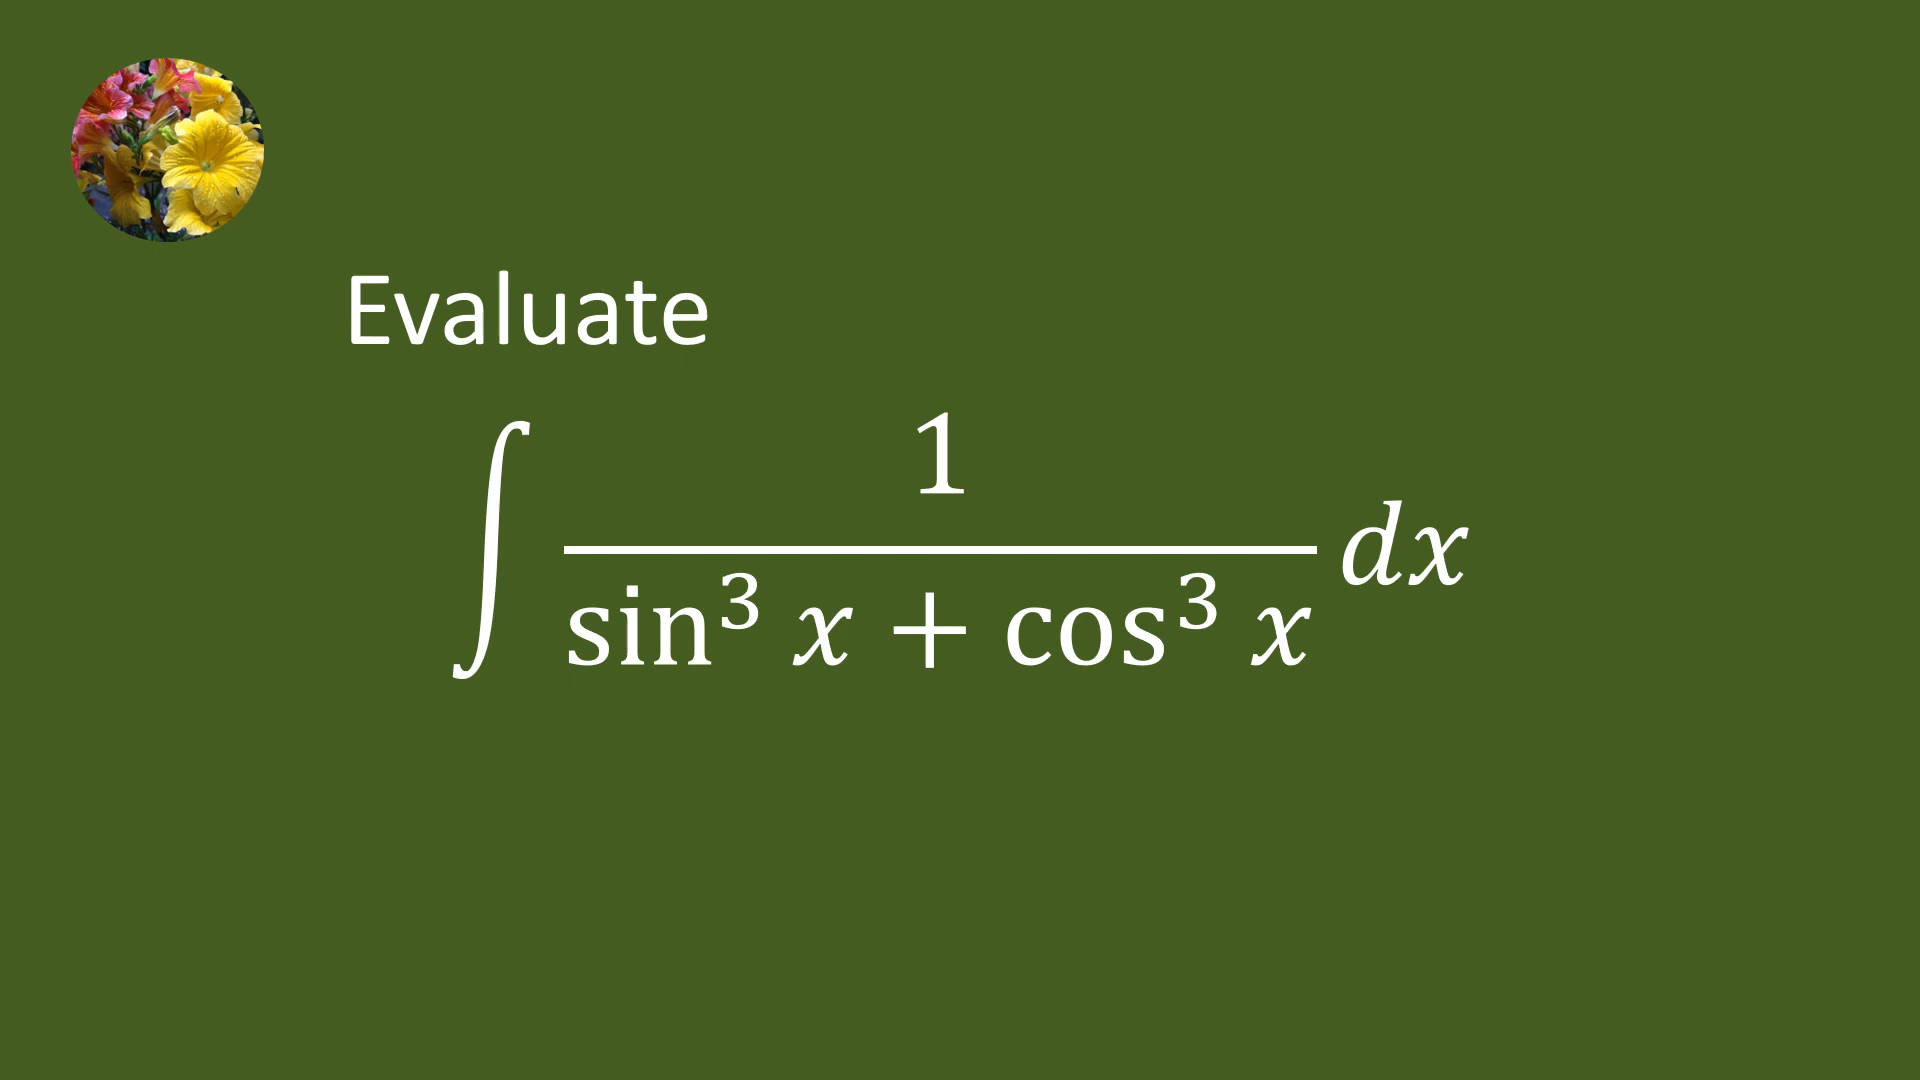 Evaluate
∫ 1 / (sin³ x + cos³ x) dx